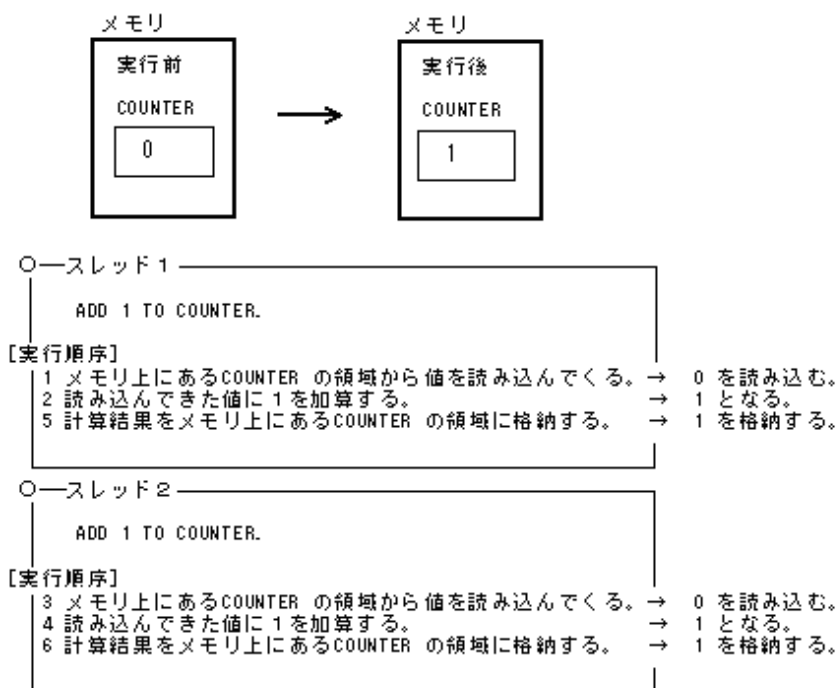 メモリ メモリ
実行前 実行後
COUNTER COUNTER
0 1
スレッド1
ADD 1 TO COUNTER.
[実行順序]
1 メモリ上にあるCOUNTER の領域から値を読み込んでくる。→ 0 を読み込む。
2 読み込んできた値に1を加算する。 → 1 となる。
5 計算結果をメモリ上にあるCOUNTER の領域に格納する。 → 1 を格納する。
スレッド2
ADD 1 TO COUNTER.
[実行順序]
3 メモリ上にあるCOUNTER の領域から値を読み込んでくる。→ 0 を読み込む。
4 読み込んできた値に1を加算する。 → 1 となる。
6 計算結果をメモリ上にあるCOUNTER の領域に格納する。 → 1 を格納する。